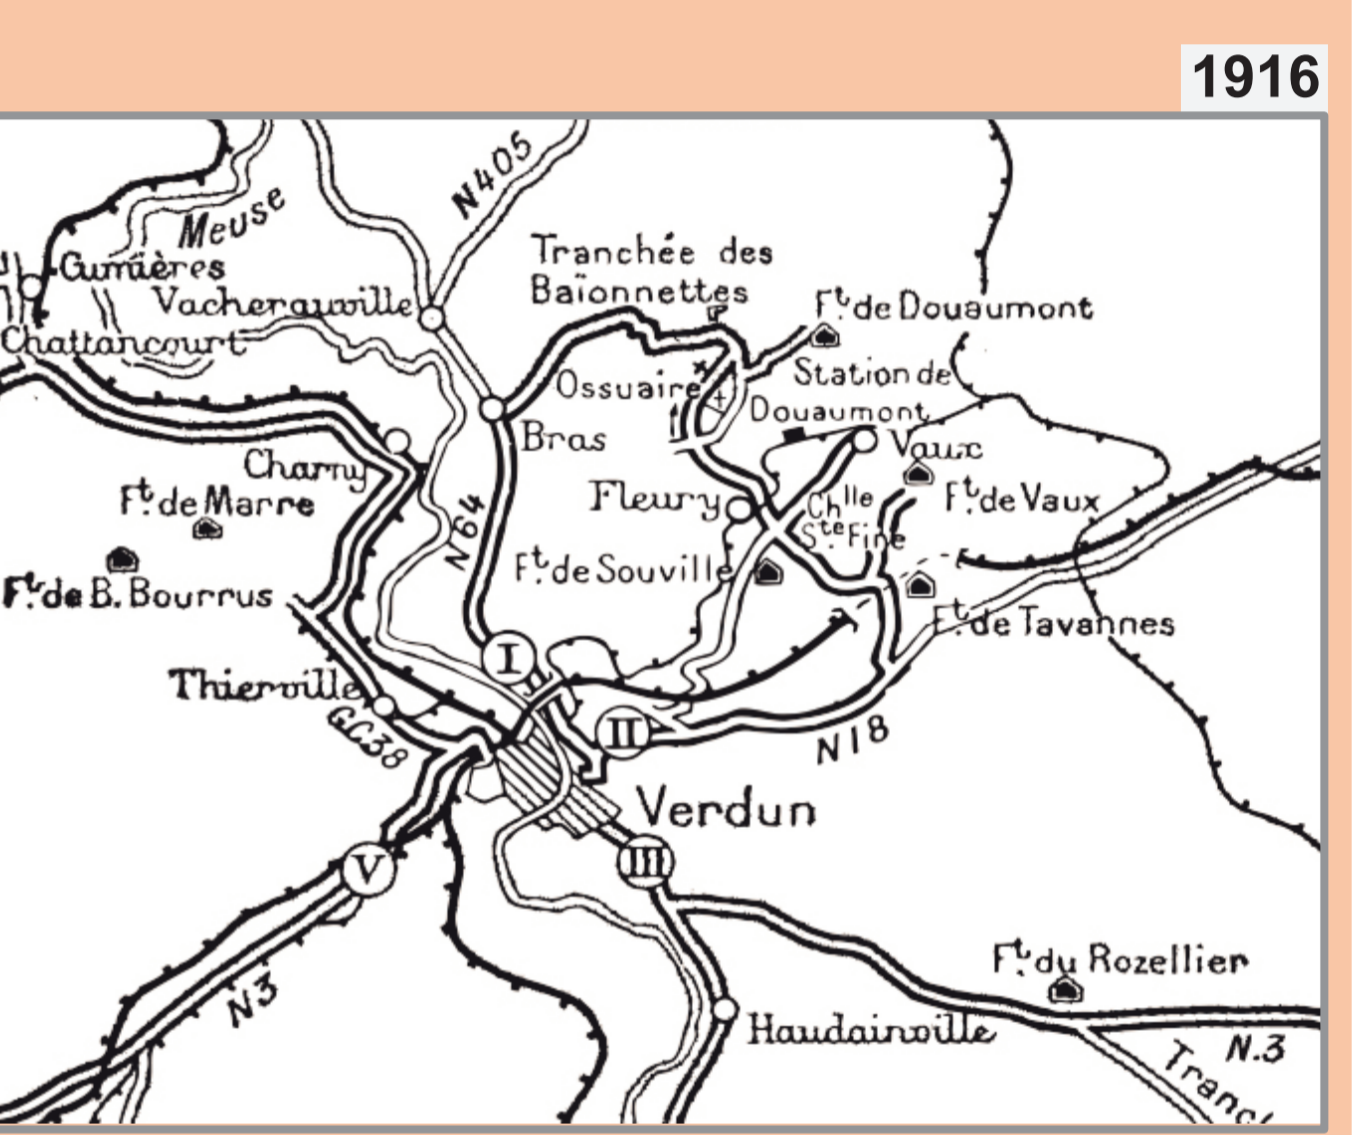 1916
N405
Meuse
Tranchée des
Baïonnettes
Cumières
Vacherauville
Ft. de Douaumont
Chattancourt
Ossuaire
Station de
Douaumont
Bras
Vaux
Charny
Ft. de Marre
Fleury
Chlle
Ste Fine
Ft. de Vaux
N64
Ft. de Souville
Ft. de B. Bourrus
Ft. de Tavannes
I
Thierville
GC38
II
N18
Verdun
III
V
Ft. du Rozellier
N3
Haudainville
N.3